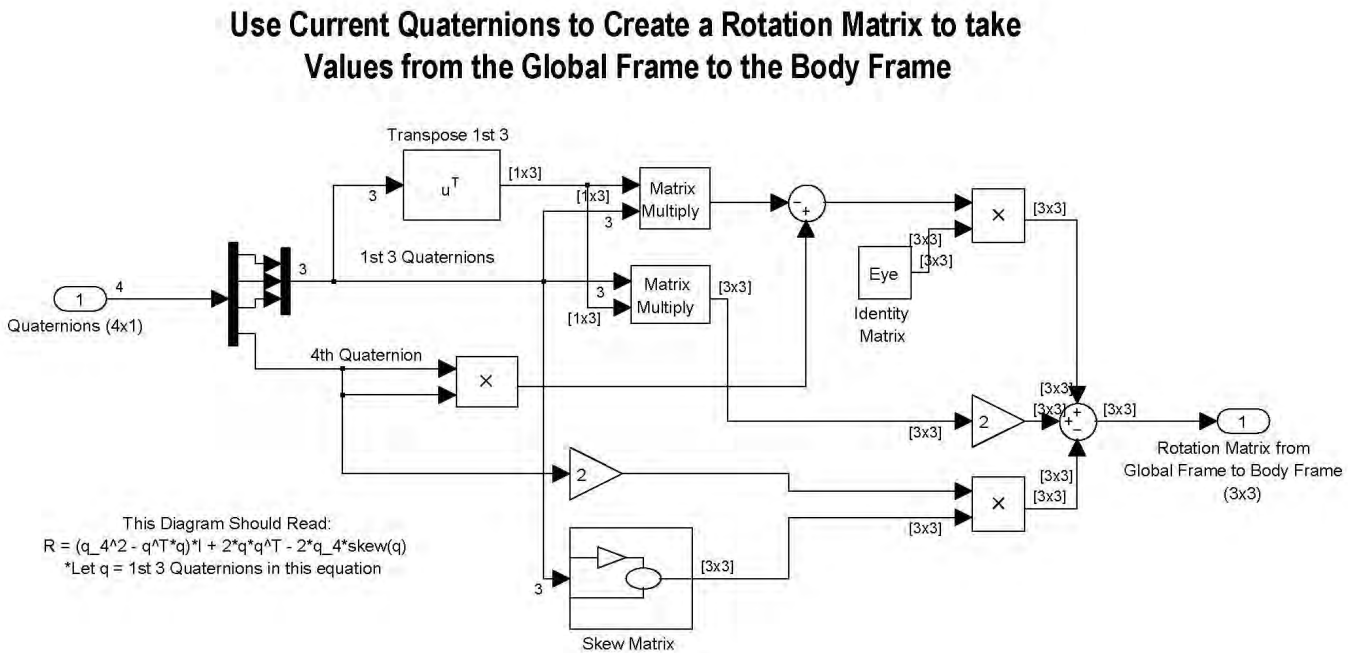 Use Current Quaternions to Create a Rotation Matrix to take
Values from the Global Frame to the Body Frame
Transpose 1st 3
3
u^T
[1x3]
[1x3]
3
Matrix
Multiply
- +
×
[3x3]
[3x3]
[3x3]
Eye
Identity
Matrix
1
4
Quaternions (4x1)
3
1st 3 Quaternions
3
[1x3]
Matrix
Multiply
[3x3]
4th Quaternion
×
[3x3]
2
[3x3]
[3x3]
+
+
-
[3x3]
1
Rotation Matrix from
Global Frame to Body Frame
(3x3)
2
[3x3]
×
[3x3]
[3x3]
3
[3x3]
Skew Matrix
This Diagram Should Read:
R = (q_4^2 - q^T*q)*I + 2*q*q^T - 2*q_4*skew(q)
*Let q = 1st 3 Quaternions in this equation